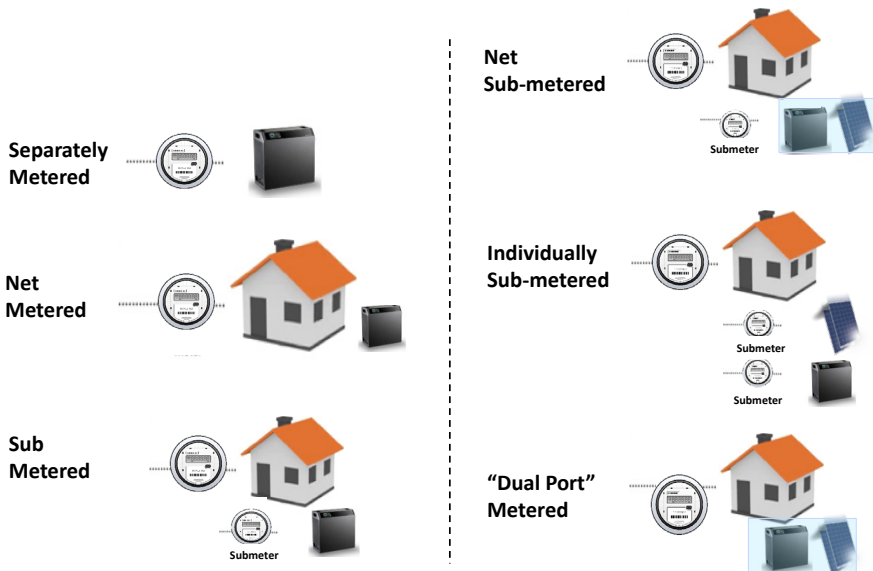 Separately
Metered
Net
Metered
Sub
Metered
Submeter
Net
Sub-metered
Submeter
Individually
Sub-metered
Submeter
Submeter
“Dual Port”
Metered